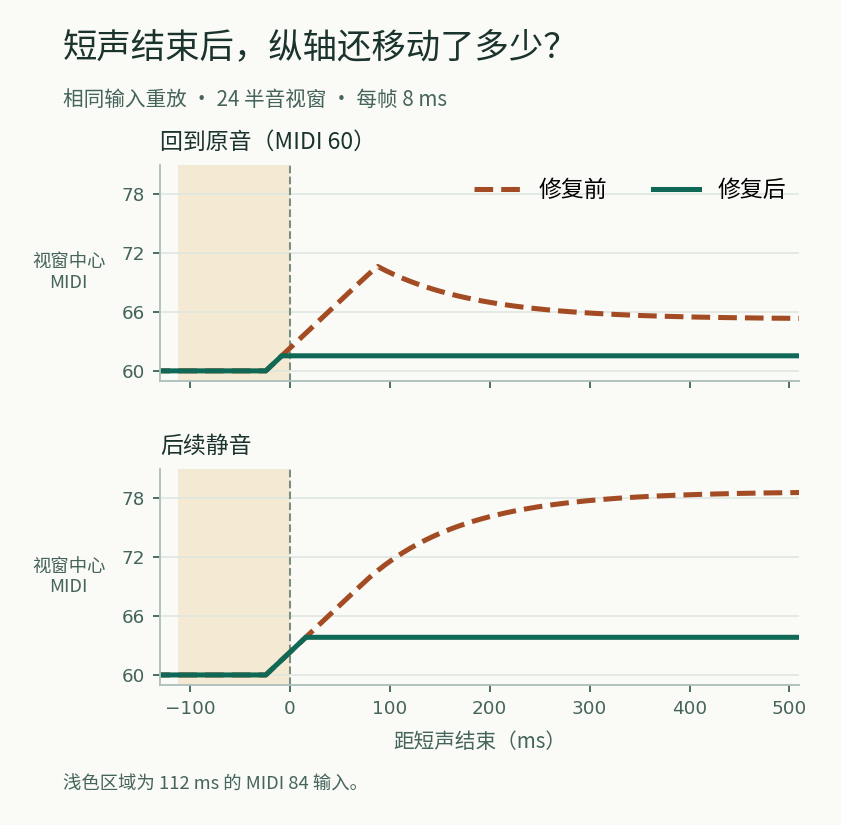 短声结束后，纵轴还移动了多少？
相同输入重放 · 24 半音视窗 · 每帧 8 ms
回到原音（MIDI 60）
修复前 修复后
78
72
66
60
视窗中心
MIDI
后续静音
78
72
66
60
视窗中心
MIDI
−100 0 100 200 300 400 500
距短声结束（ms）
浅色区域为 112 ms 的 MIDI 84 输入。